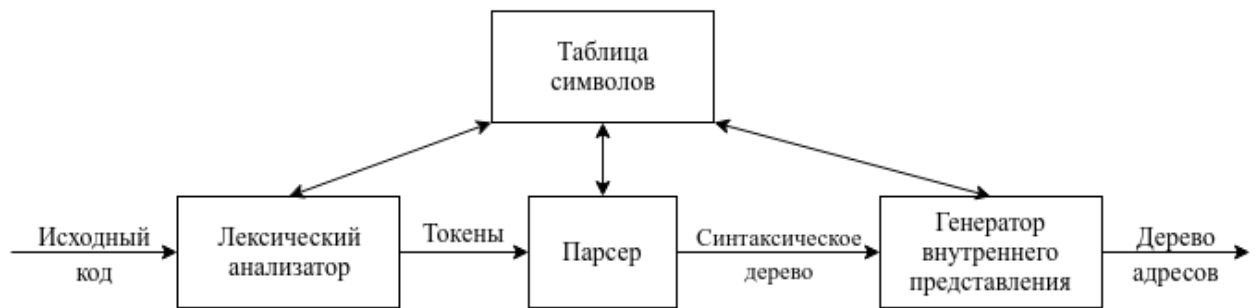 Таблица
символов
Исходный
код
Лексический
анализатор
Токены
Парсер
Синтаксическое
дерево
Генератор
внутреннего
представления
Дерево
адресов